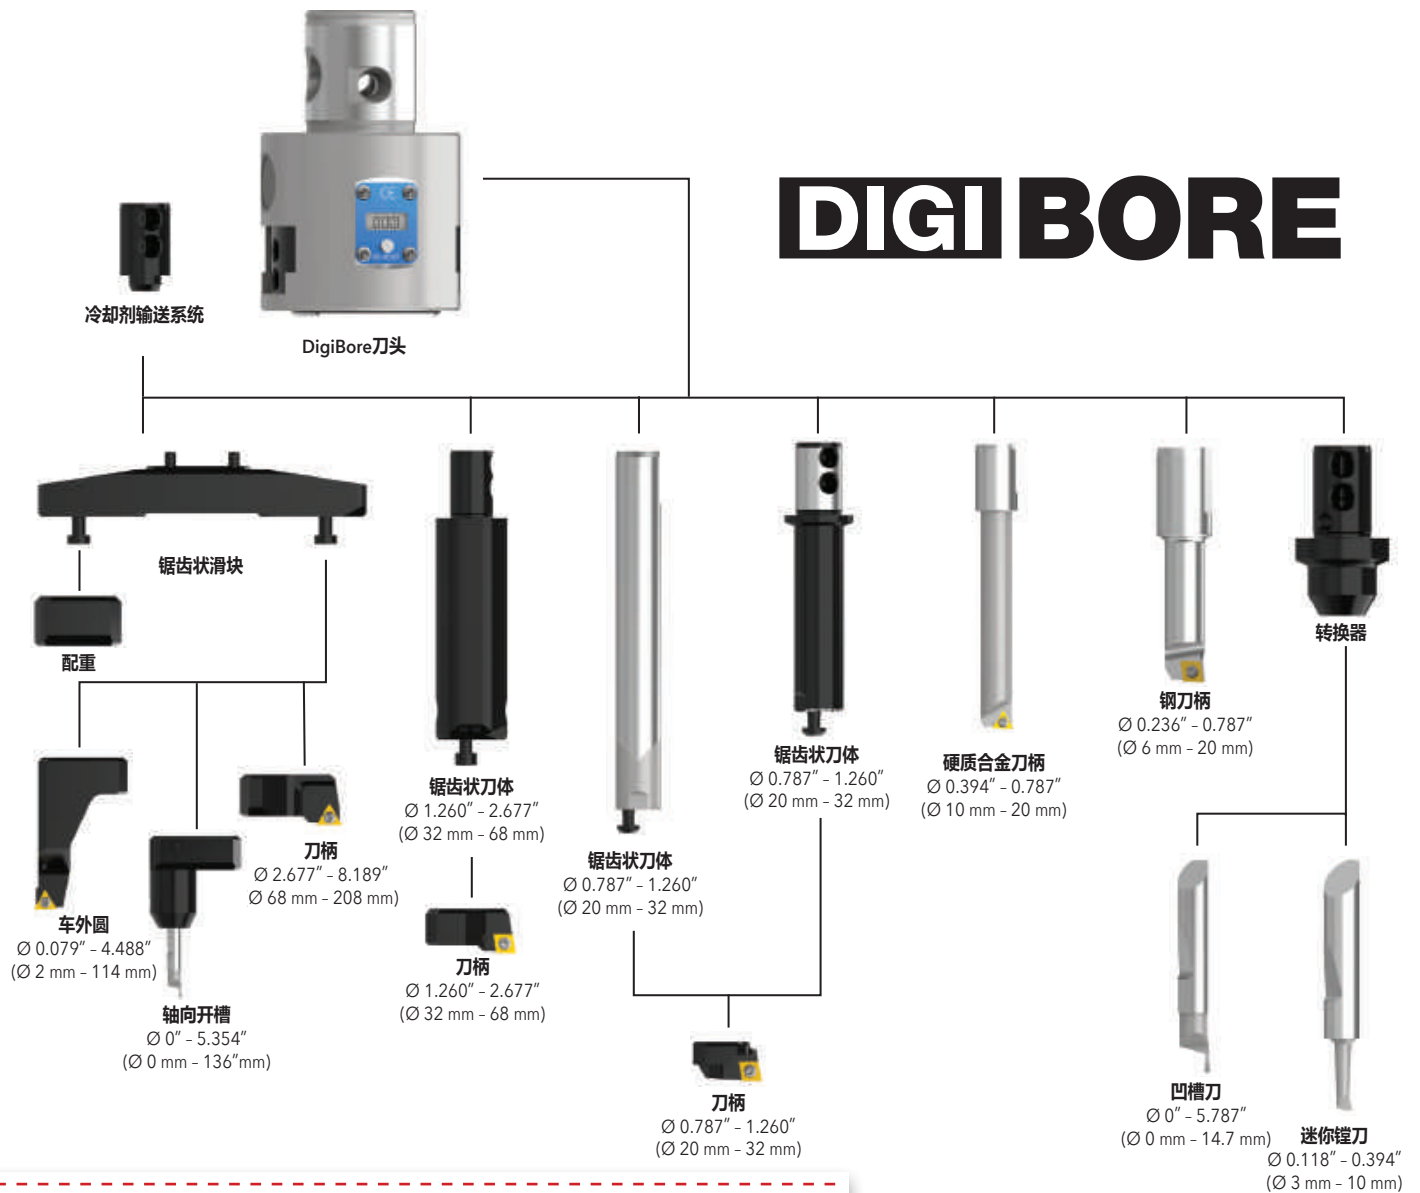 DIGI BORE
冷却剂输送系统
DigiBore刀头
锯齿状滑块
配重
车外圆
Ø 0.079” – 4.488”
(Ø 2 mm – 114 mm)
轴向开槽
Ø 0” – 5.354”
(Ø 0 mm – 136”mm)
刀柄
Ø 2.677” – 8.189”
Ø 68 mm – 208 mm)
锯齿状刀体
Ø 1.260” – 2.677”
(Ø 32 mm – 68 mm)
刀柄
Ø 1.260” – 2.677”
(Ø 32 mm – 68 mm)
锯齿状刀体
Ø 0.787” – 1.260”
(Ø 20 mm – 32 mm)
锯齿状刀体
Ø 0.787” – 1.260”
(Ø 20 mm – 32 mm)
刀柄
Ø 0.787” – 1.260”
(Ø 20 mm – 32 mm)
硬质合金刀柄
Ø 0.394” – 0.787”
(Ø 10 mm – 20 mm)
钢刀柄
Ø 0.236” – 0.787”
(Ø 6 mm – 20 mm)
转换器
凹槽刀
Ø 0” – 5.787”
(Ø 0 mm – 14.7 mm)
迷你镗刀
Ø 0.118” – 0.394”
(Ø 3 mm – 10 mm)